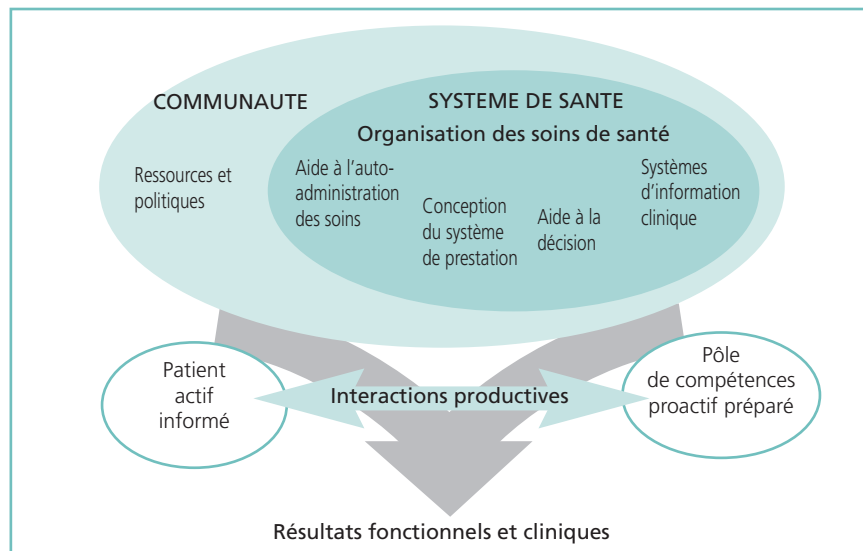 COMMUNAUTE
SYSTEME DE SANTE
Organisation des soins de santé
Ressources et
politiques
Aide à l’auto-
administration
des soins
Conception
du système
de prestation
Aide à la
décision
Systèmes
d’information
clinique
Patient
actif
informé
Interactions productives
Pôle
de compétences
proactif préparé
Résultats fonctionnels et cliniques